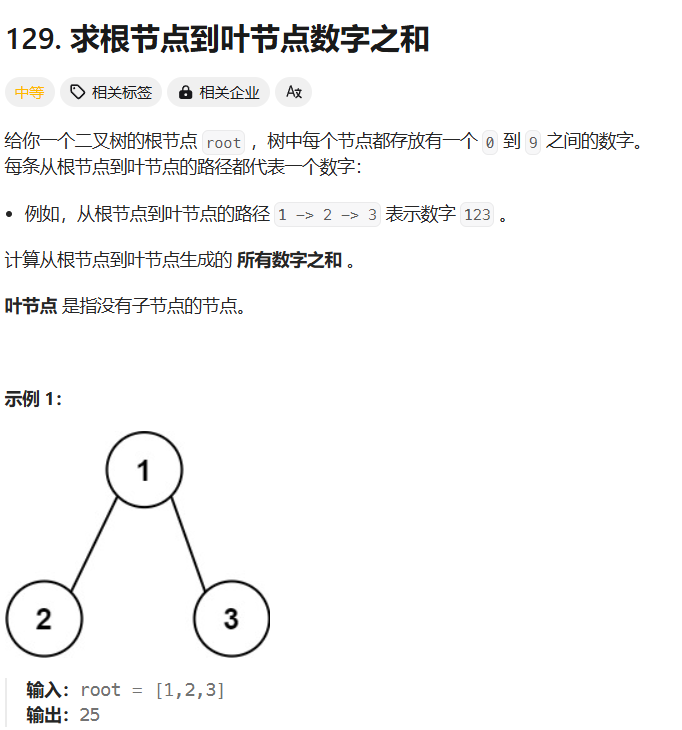 129. 求根节点到叶节点数字之和
中等 相关标签 相关企业 Aあ
给你一个二叉树的根节点 root ，树中每个节点都存放有一个 0 到 9 之间的数字。
每条从根节点到叶节点的路径都代表一个数字：
• 例如，从根节点到叶节点的路径 1 -> 2 -> 3 表示数字 123 。
计算从根节点到叶节点生成的 所有数字之和 。
叶节点 是指没有子节点的节点。
示例 1：
1
2 3
输入：root = [1,2,3]
输出：25